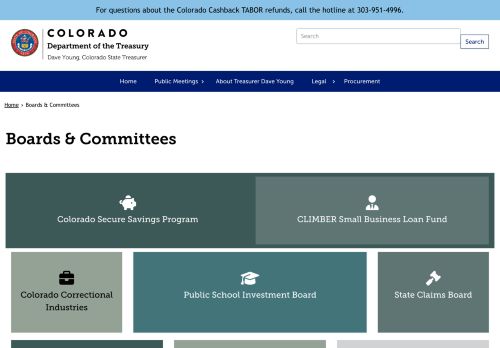 For questions about the Colorado Cashback TABOR refunds, call the hotline at 303-951-4996.
COLORADO
Department of the Treasury
Dave Young, Colorado State Treasurer
Search
Search
Home
Public Meetings
About Treasurer Dave Young
Legal
Procurement
Home › Boards & Committees
Boards & Committees
Colorado Secure Savings Program
CLIMBER Small Business Loan Fund
Colorado Correctional
Industries
Public School Investment Board
State Claims Board